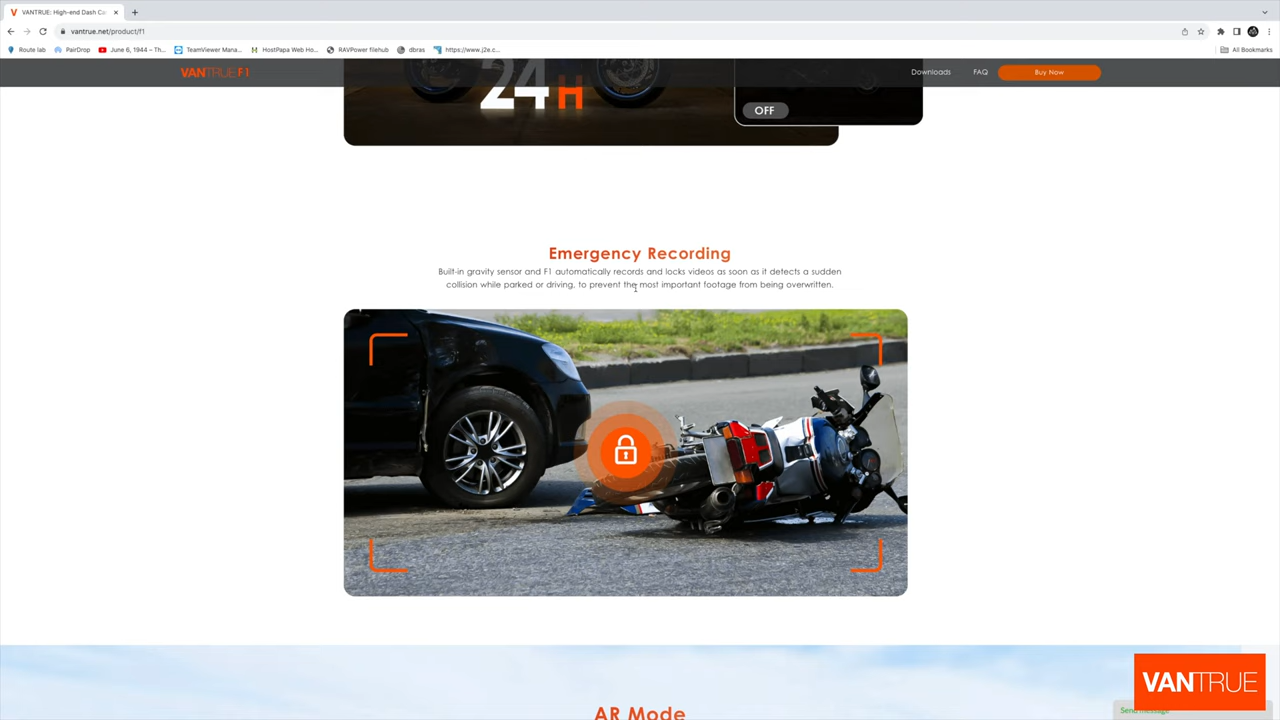 VANTRUE: High-end Dash Ca
vantrue.net/product/f1
Route lab
PairDrop
June 6, 1944 – Th...
TeamViewer Mana...
HostPapa Web Ho...
RAVPower filehub
dbras
https://www.j2e.c...
All Bookmarks
VANTRUE F1
Downloads
FAQ
Buy Now
24H
OFF
Emergency Recording
Built-in gravity sensor and F1 automatically records and locks videos as soon as it detects a sudden
collision while parked or driving, to prevent the most important footage from being overwritten.
AR Mode
VANTRUE
Send message